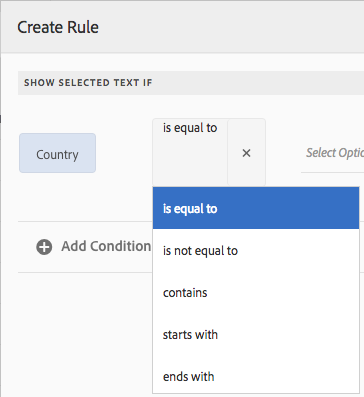 Create Rule
SHOW SELECTED TEXT IF
is equal to
Country
×
Select Optio
is equal to
is not equal to
Add Condition
contains
starts with
ends with